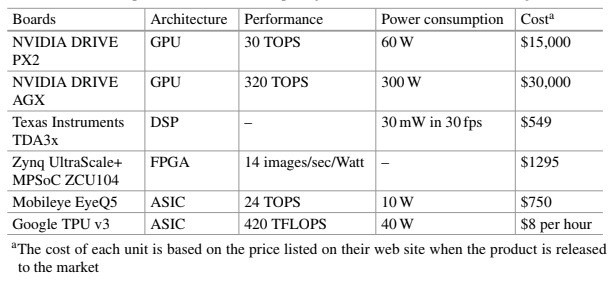 Boards Architecture Performance Power consumption Costª
NVIDIA DRIVE GPU 30 TOPS 60 W $15,000
PX2
NVIDIA DRIVE GPU 320 TOPS 300 W $30,000
AGX
Texas Instruments DSP – 30 mW in 30 fps $549
TDA3x
Zynq UltraScale+ FPGA 14 images/sec/Watt – $1295
MPSoC ZCU104
Mobileye EyeQ5 ASIC 24 TOPS 10 W $750
Google TPU v3 ASIC 420 TFLOPS 40 W $8 per hour
ªThe cost of each unit is based on the price listed on their web site when the product is released
to the market